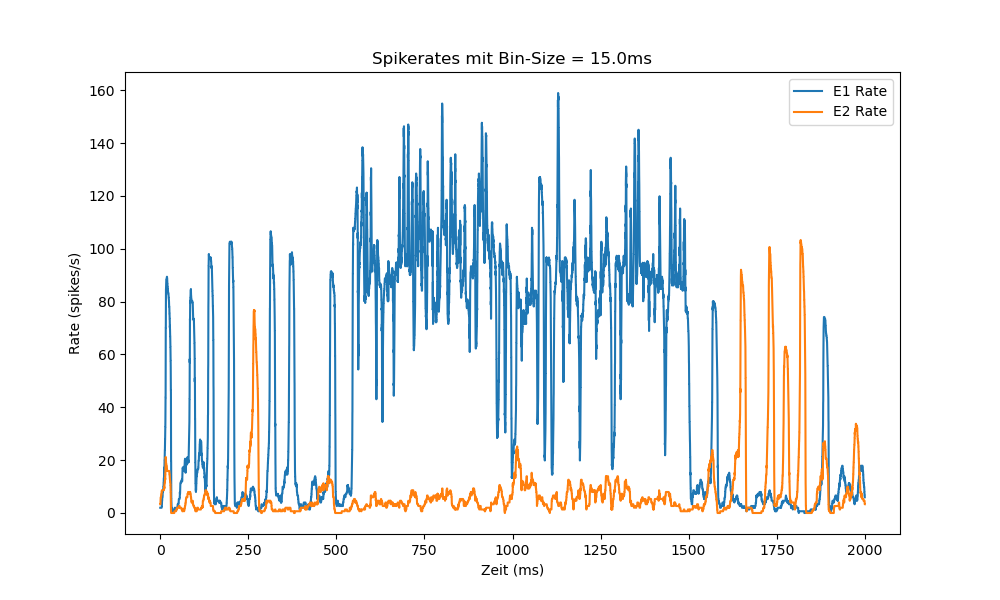 Spikerates mit Bin-Size = 15.0ms
E1 Rate
E2 Rate
160
140
120
100
80
60
40
20
0
Rate (spikes/s)
0 250 500 750 1000 1250 1500 1750 2000
Zeit (ms)